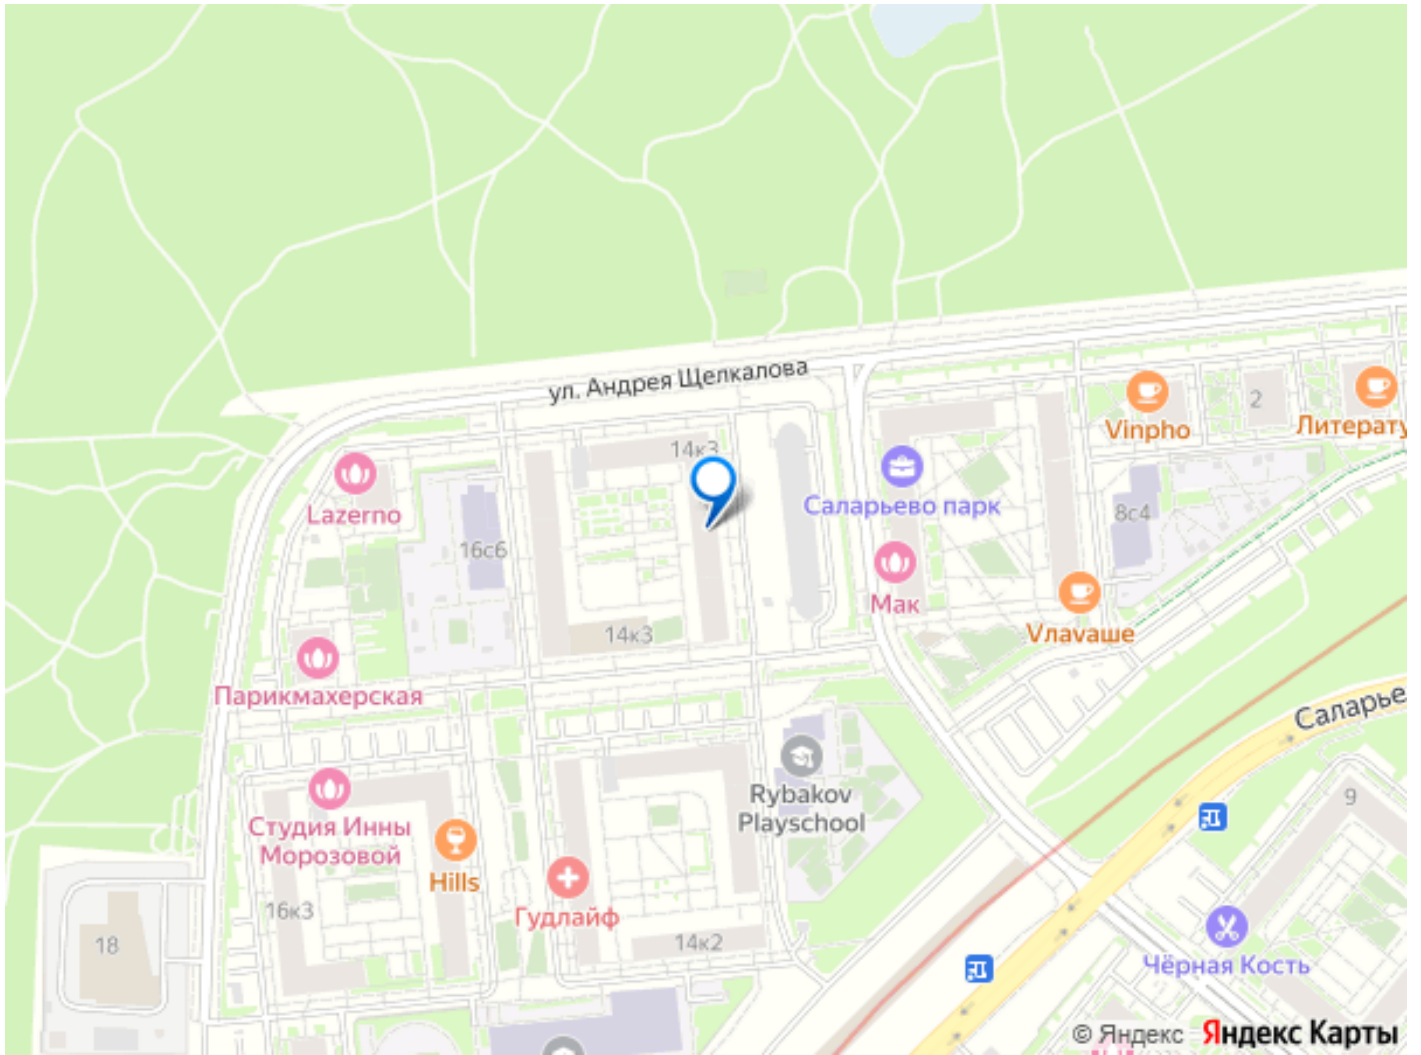 ул. Андрея Щелкалова
Vinpho
2
Литерату
14к3
Lazerno
Саларьево парк
8с4
16с6
Мак
Vлаvаше
14к3
Парикмахерская
Саларье
Rybakov
Playschool
9
Студия Инны
Морозовой
Hills
Гудлайф
16к3
14к2
18
Чёрная Кость
© Яндекс Яндекс Карты